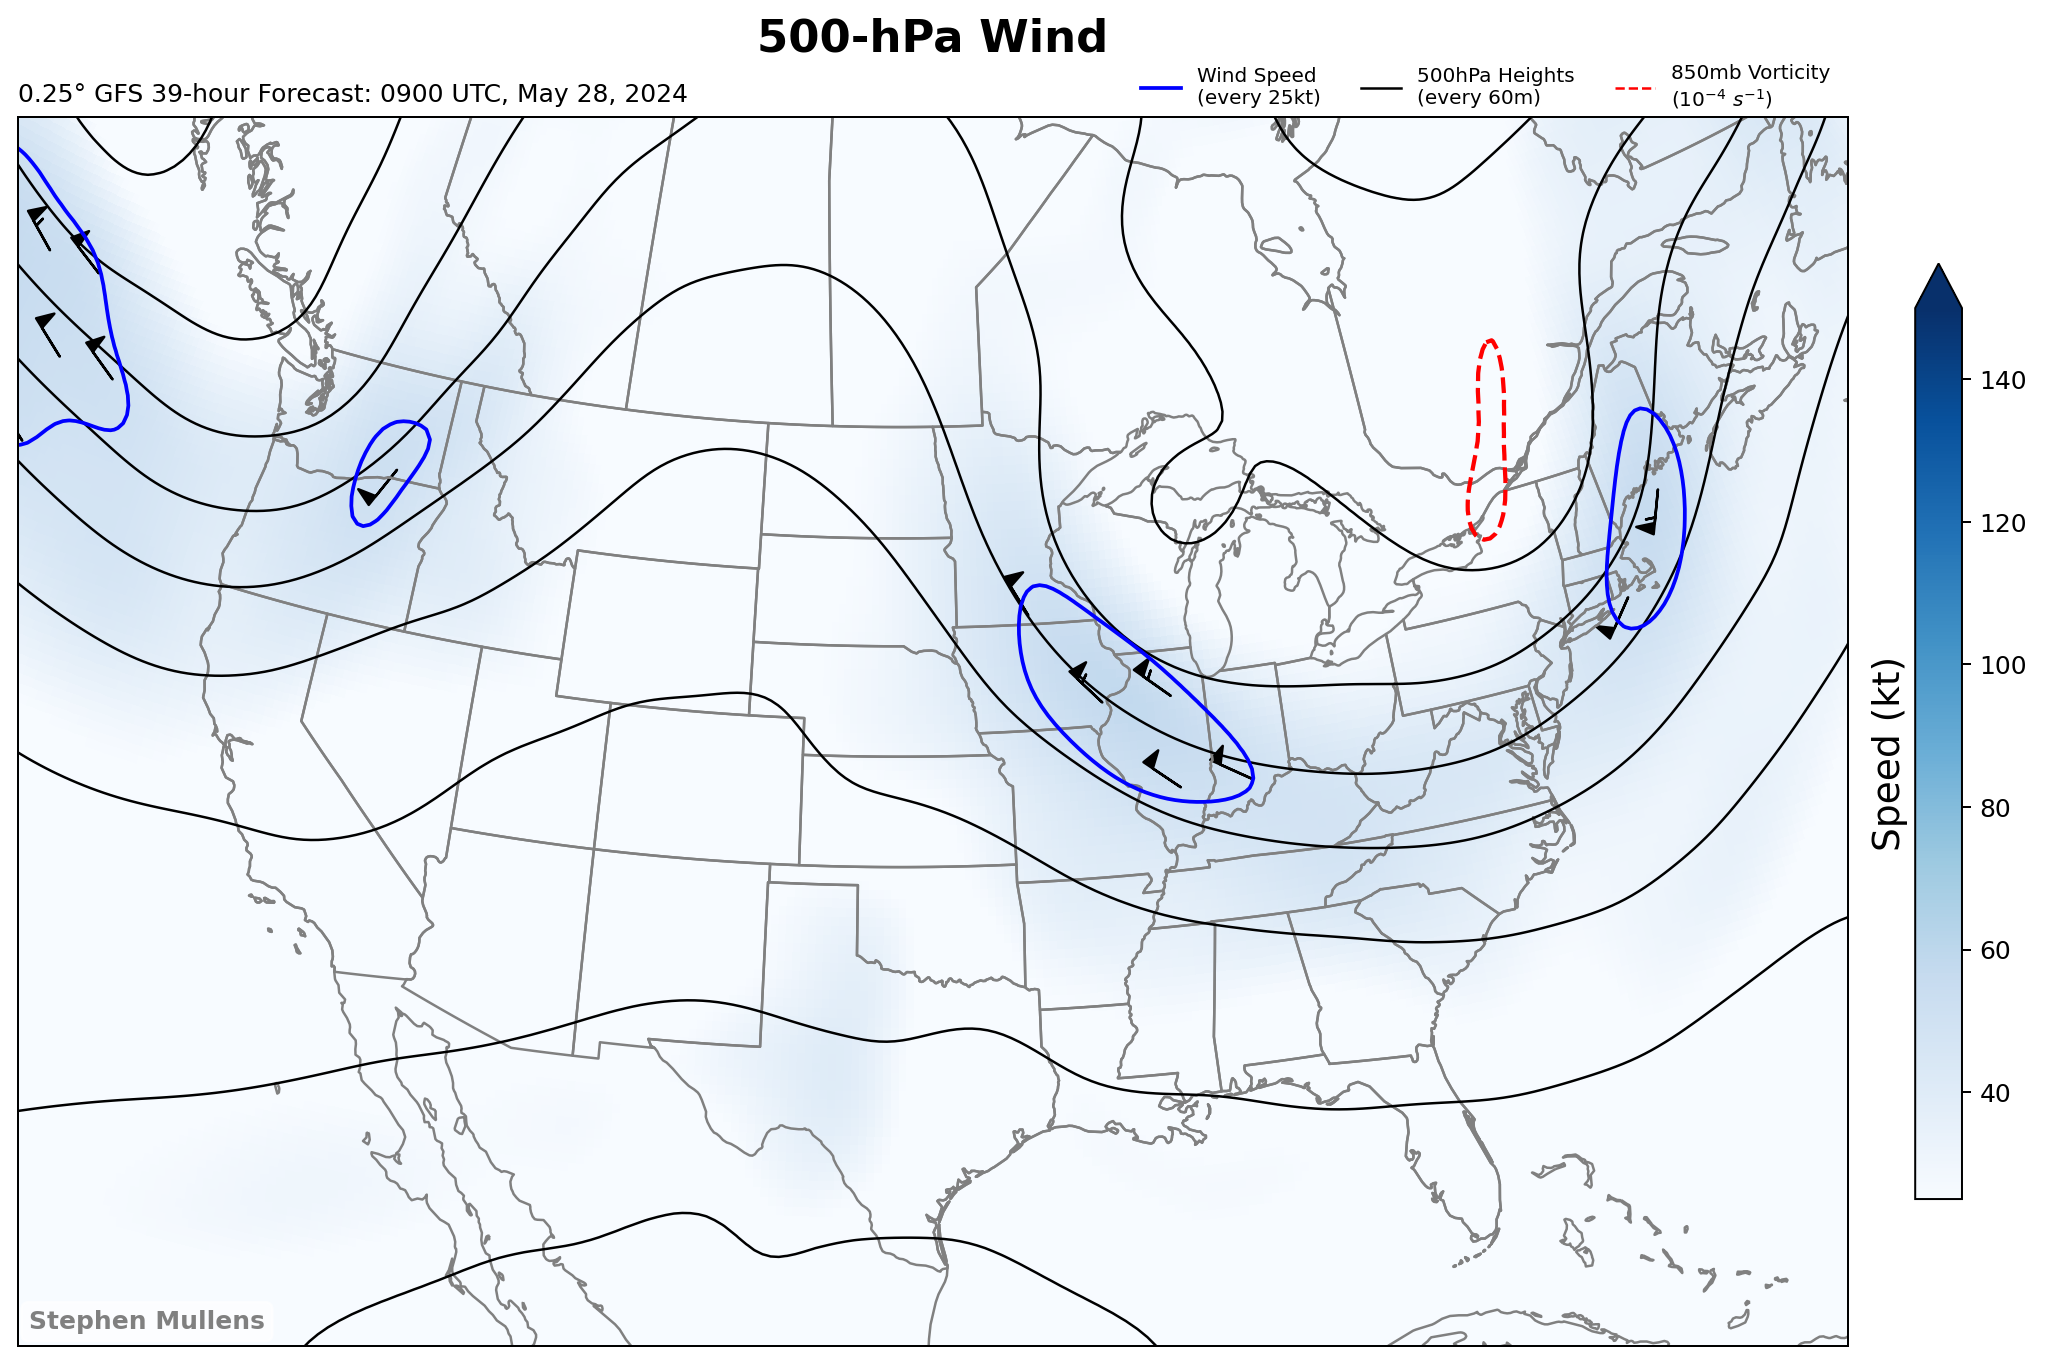 500-hPa Wind
0.25° GFS 39-hour Forecast: 0900 UTC, May 28, 2024
Wind Speed
(every 25kt)
500hPa Heights
(every 60m)
850mb Vorticity
(10⁻⁴ s⁻¹)
140
120
100
80
60
40
Speed (kt)
Stephen Mullens